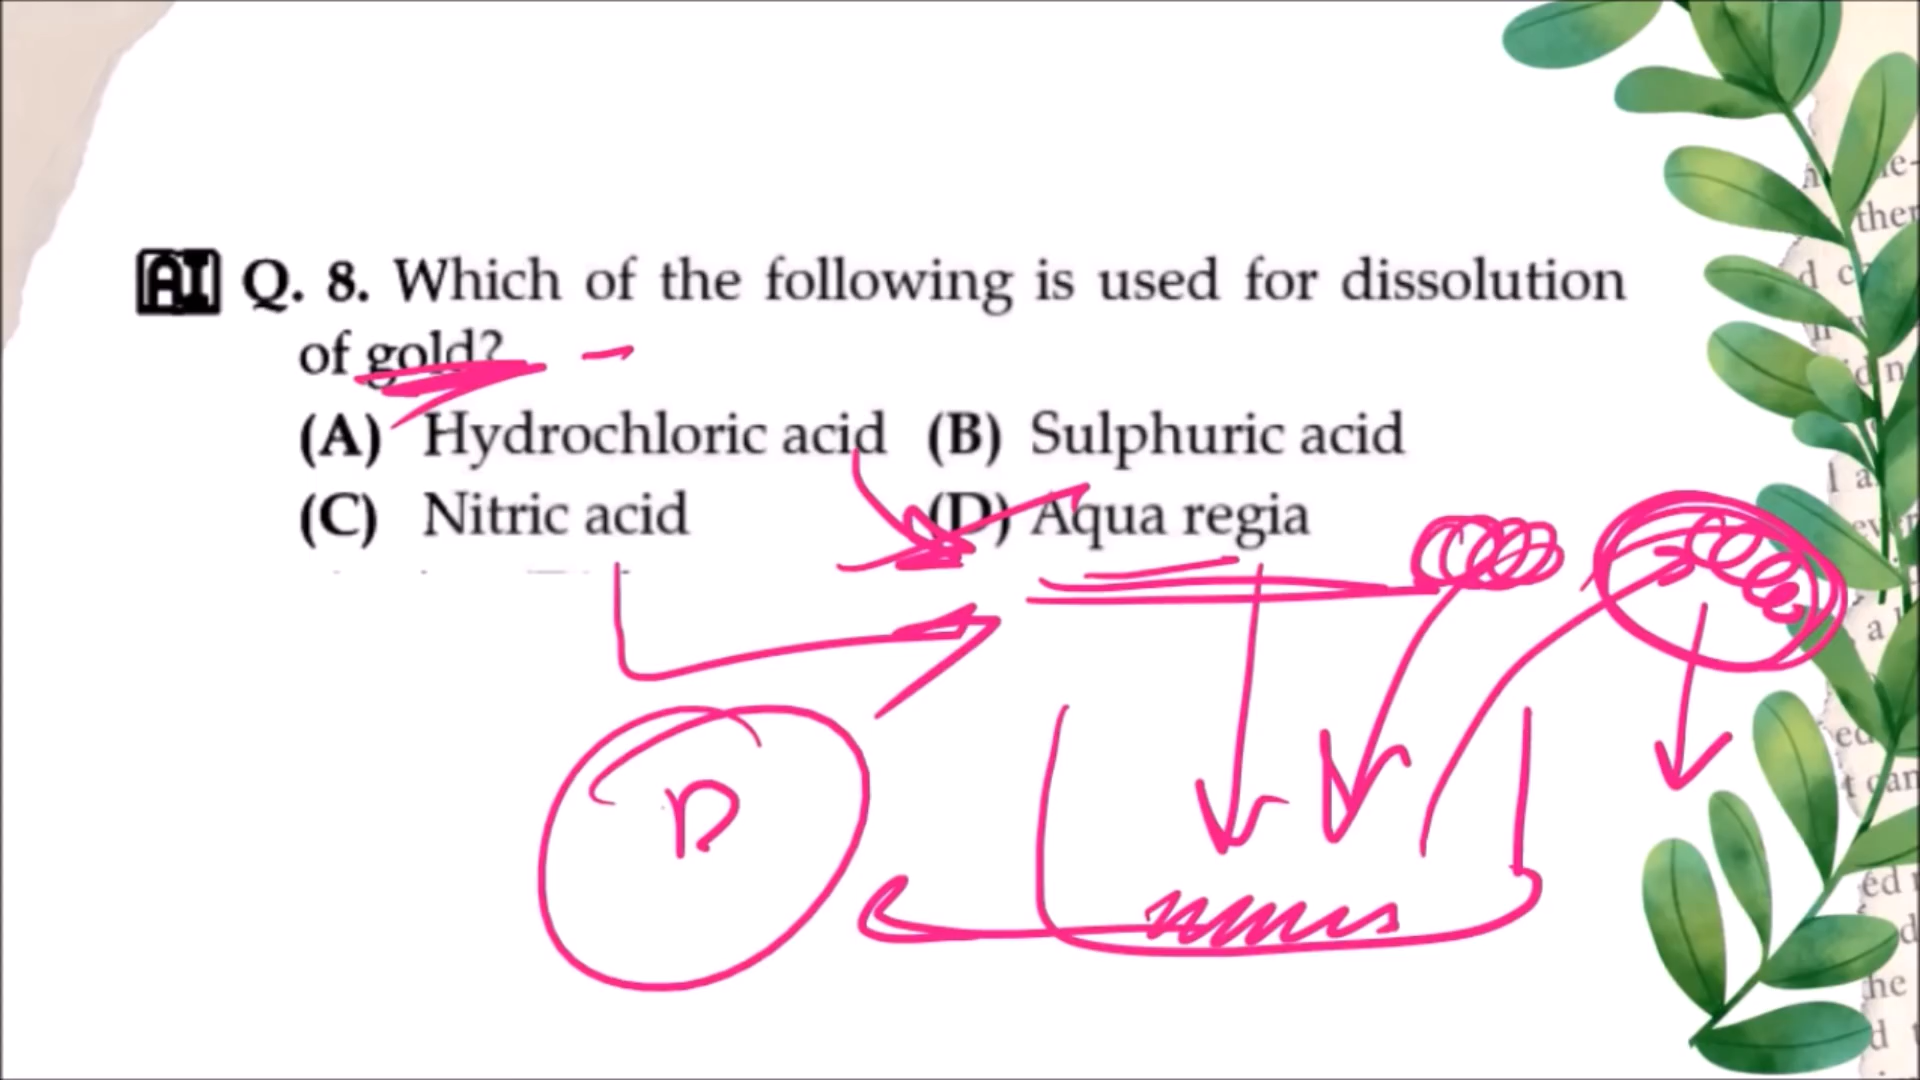 AI Q. 8. Which of the following is used for dissolution
of gold?
(A) Hydrochloric acid (B) Sulphuric acid
(C) Nitric acid (D) Aqua regia
D